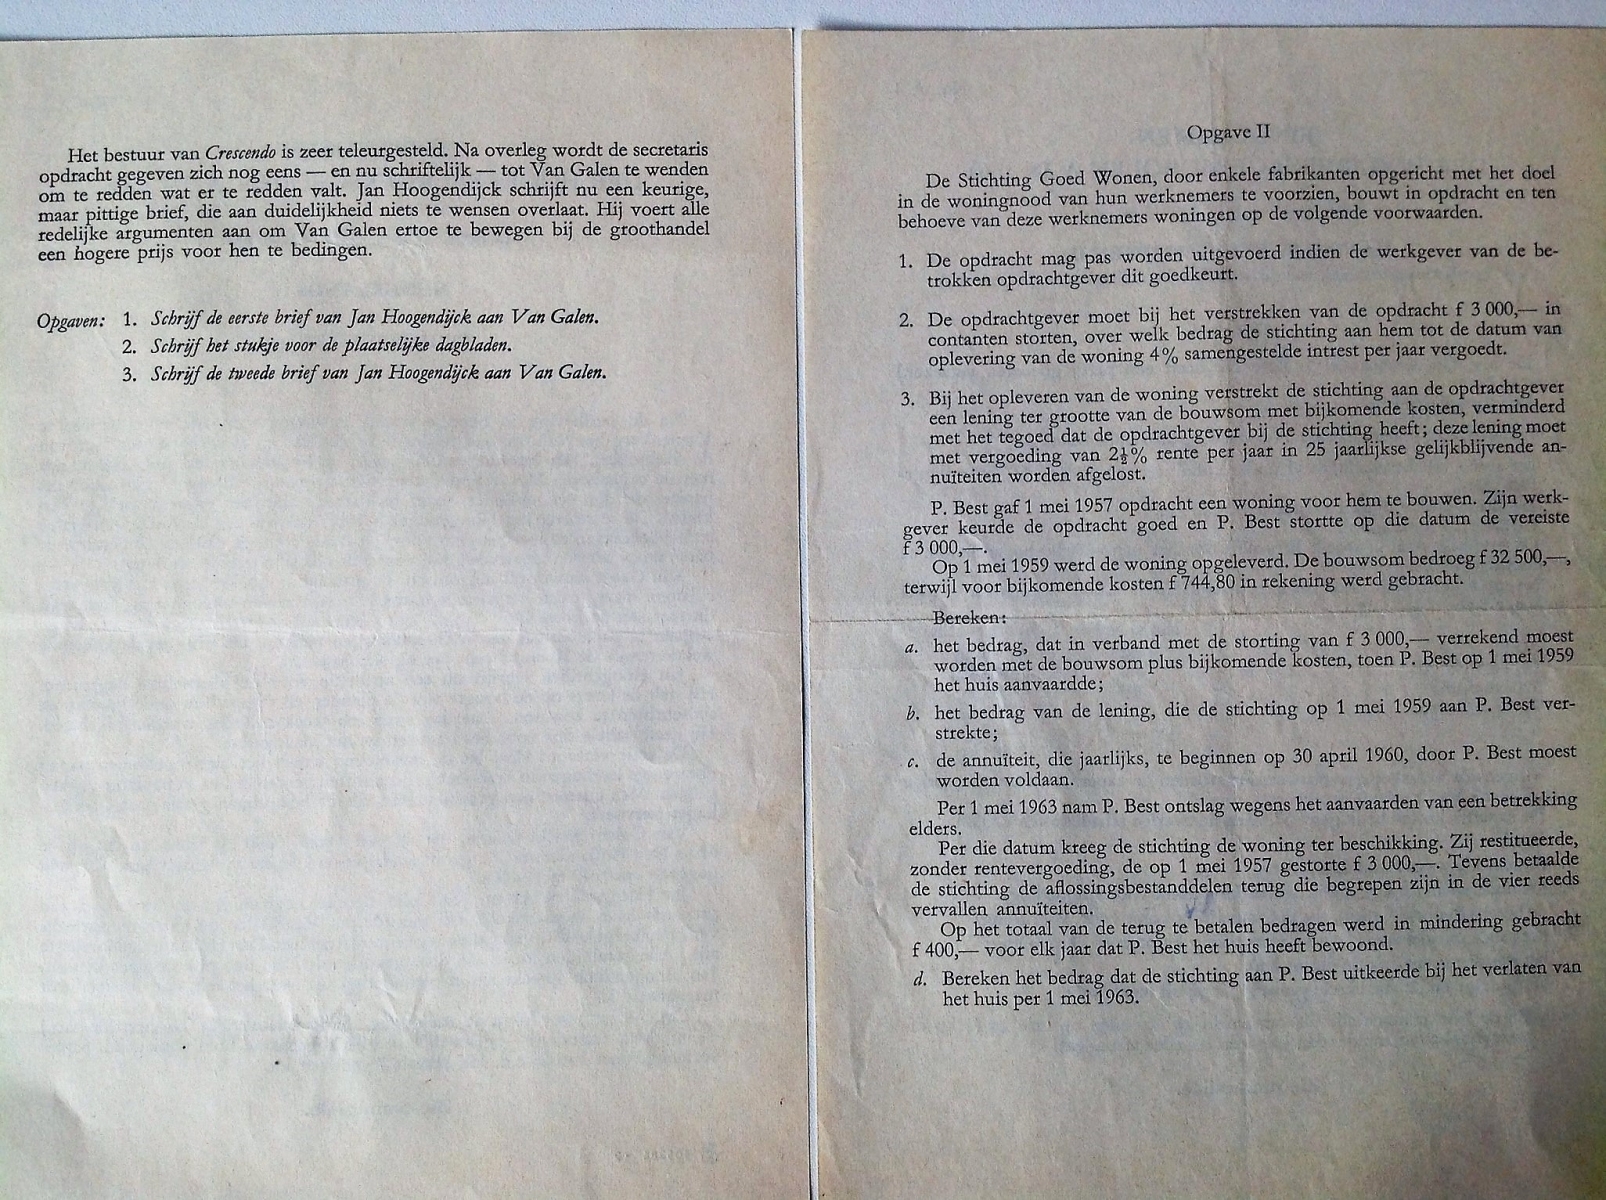 Het bestuur van Crescendo is zeer teleurgesteld. Na overleg wordt de secretaris
opdracht gegeven zich nog eens — en nu schriftelijk — tot Van Galen te wenden
om te redden wat er te redden valt. Jan Hoogendijck schrijft nu een keurige,
maar pittige brief, die aan duidelijkheid niets te wensen overlaat. Hij voert alle
redelijke argumenten aan om Van Galen ertoe te bewegen bij de groothandel
een hogere prijs voor hen te bedingen.
Opgaven: 1. Schrijf de eerste brief van Jan Hoogendijck aan Van Galen.
2. Schrijf het stukje voor de plaatselijke dagbladen.
3. Schrijf de tweede brief van Jan Hoogendijck aan Van Galen.
Opgave II
De Stichting Goed Wonen, door enkele fabrikanten opgericht met het doel
in de woningnood van hun werknemers te voorzien, bouwt in opdracht en ten
behoeve van deze werknemers woningen op de volgende voorwaarden.
1. De opdracht mag pas worden uitgevoerd indien de werkgever van de be-
trokken opdrachtgever dit goedkeurt.
2. De opdrachtgever moet bij het verstrekken van de opdracht f 3 000,— in
contanten storten, over welk bedrag de stichting aan hem tot de datum van
oplevering van de woning 4% samengestelde intrest per jaar vergoedt.
3. Bij het opleveren van de woning verstrekt de stichting aan de opdrachtgever
een lening ter grootte van de bouwsom met bijkomende kosten, verminderd
met het tegoed dat de opdrachtgever bij de stichting heeft; deze lening moet
met vergoeding van 2½% rente per jaar in 25 jaarlijkse gelijkblijvende an-
nuïteiten worden afgelost.
P. Best gaf 1 mei 1957 opdracht een woning voor hem te bouwen. Zijn werk-
gever keurde de opdracht goed en P. Best stortte op die datum de vereiste
f 3 000,—.
Op 1 mei 1959 werd de woning opgeleverd. De bouwsom bedroeg f 32 500,—,
terwijl voor bijkomende kosten f 744,80 in rekening werd gebracht.
Bereken:
a. het bedrag, dat in verband met de storting van f 3 000,— verrekend moest
worden met de bouwsom plus bijkomende kosten, toen P. Best op 1 mei 1959
het huis aanvaardde;
b. het bedrag van de lening, die de stichting op 1 mei 1959 aan P. Best ver-
strekte;
c. de annuïteit, die jaarlijks, te beginnen op 30 april 1960, door P. Best moest
worden voldaan.
Per 1 mei 1963 nam P. Best ontslag wegens het aanvaarden van een betrekking
elders.
Per die datum kreeg de stichting de woning ter beschikking. Zij restitueerde,
zonder rentevergoeding, de op 1 mei 1957 gestorte f 3 000,—. Tevens betaalde
de stichting de aflossingsbestanddelen terug die begrepen zijn in de vier reeds
vervallen annuïteiten.
Op het totaal van de terug te betalen bedragen werd in mindering gebracht
f 400,— voor elk jaar dat P. Best het huis heeft bewoond.
d. Bereken het bedrag dat de stichting aan P. Best uitkeerde bij het verlaten van
het huis per 1 mei 1963.